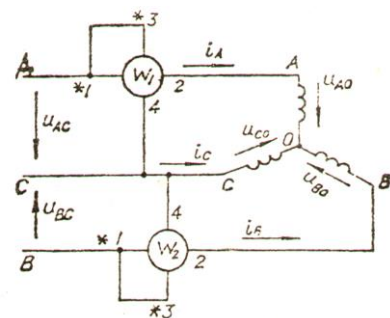 *3
A W₁ i_A A
*1 2
u_AC 4 u_AO
u_CO O
C i_C C
u_BC u_BO B
4
* 1 W₂ i_B
B 2
*3